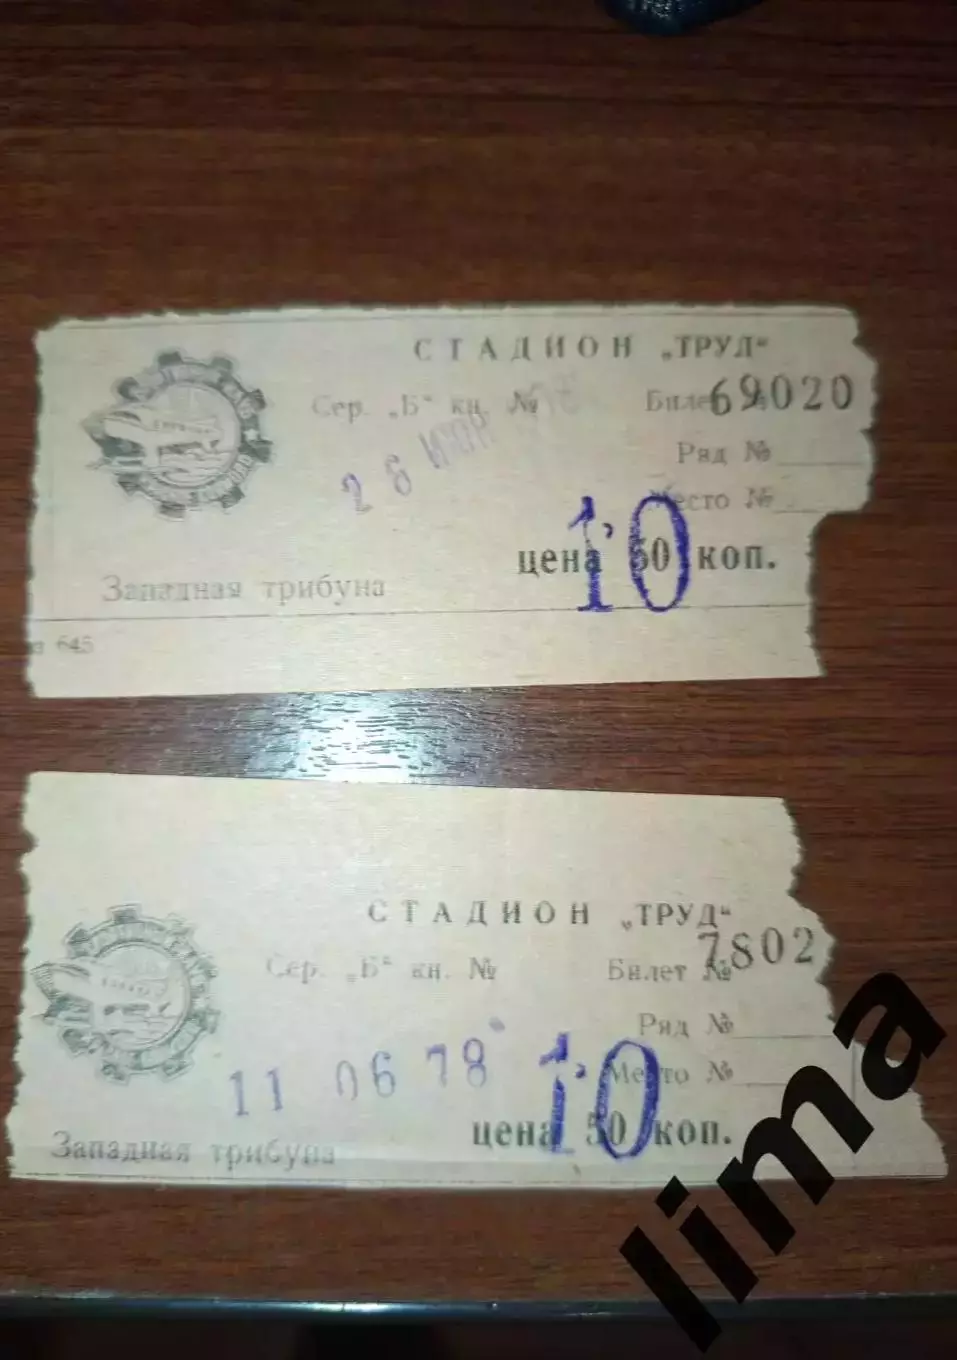 СТАДИОН „ТРУД“
Сер. „Б“ кн. №
Билет 69020
Ряд №
26 ИЮН
Место №
цена 50 коп.
10
Западная трибуна
645
СТАДИОН „ТРУД“
Сер. „Б“ кн. №
Билет № 7802
Ряд №
11 06 78
Место №
цена 50 коп.
10
Западная трибуна
lima